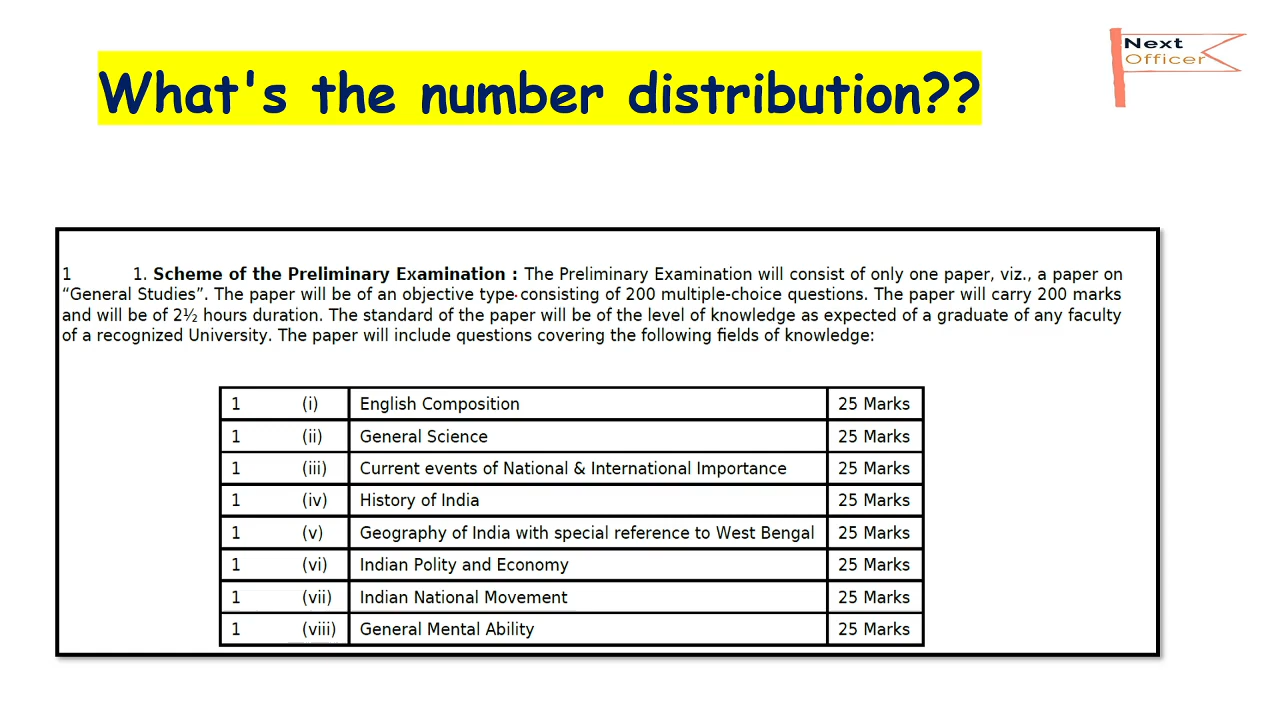 Next
Officer
What's the number distribution??
1 1. Scheme of the Preliminary Examination : The Preliminary Examination will consist of only one paper, viz., a paper on
“General Studies”. The paper will be of an objective type consisting of 200 multiple-choice questions. The paper will carry 200 marks
and will be of 2½ hours duration. The standard of the paper will be of the level of knowledge as expected of a graduate of any faculty
of a recognized University. The paper will include questions covering the following fields of knowledge:
1 (i) English Composition 25 Marks
1 (ii) General Science 25 Marks
1 (iii) Current events of National & International Importance 25 Marks
1 (iv) History of India 25 Marks
1 (v) Geography of India with special reference to West Bengal 25 Marks
1 (vi) Indian Polity and Economy 25 Marks
1 (vii) Indian National Movement 25 Marks
1 (viii) General Mental Ability 25 Marks